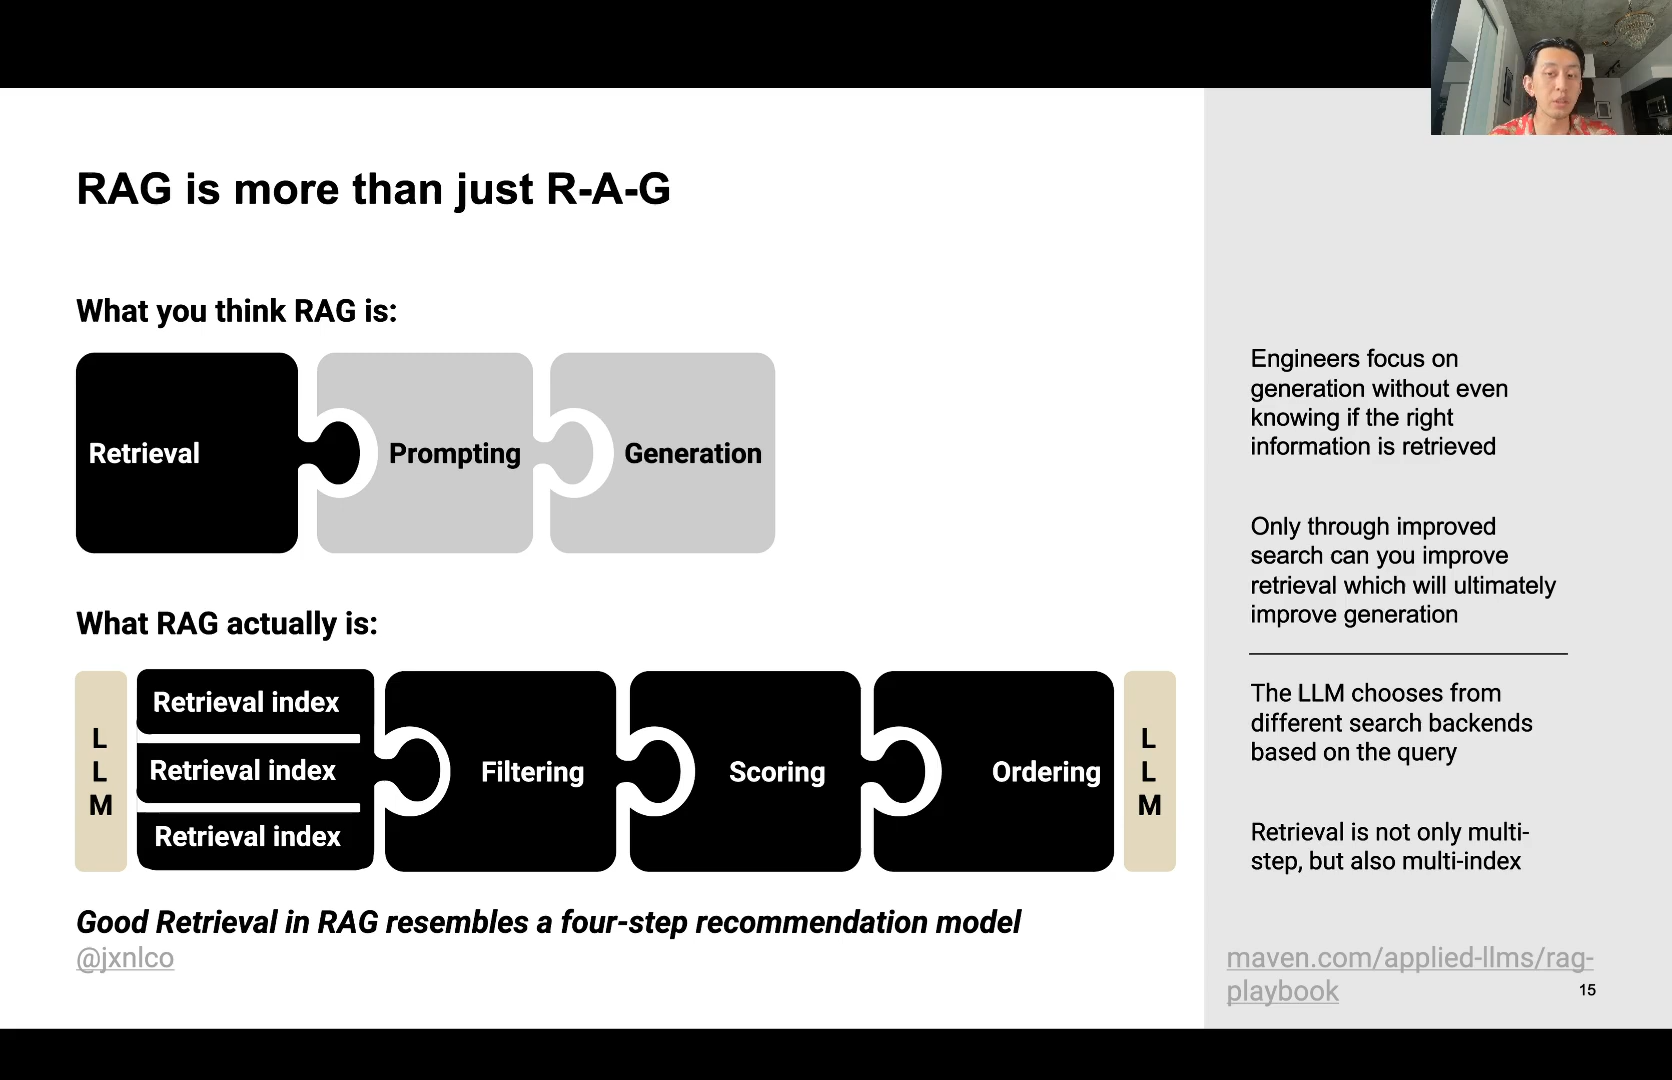 RAG is more than just R-A-G
What you think RAG is:
Retrieval
Prompting
Generation
What RAG actually is:
L
L
M
Retrieval index
Retrieval index
Retrieval index
Filtering
Scoring
Ordering
L
L
M
Good Retrieval in RAG resembles a four-step recommendation model
@jxnlco
Engineers focus on
generation without even
knowing if the right
information is retrieved
Only through improved
search can you improve
retrieval which will ultimately
improve generation
The LLM chooses from
different search backends
based on the query
Retrieval is not only multi-
step, but also multi-index
maven.com/applied-llms/rag-
playbook
15